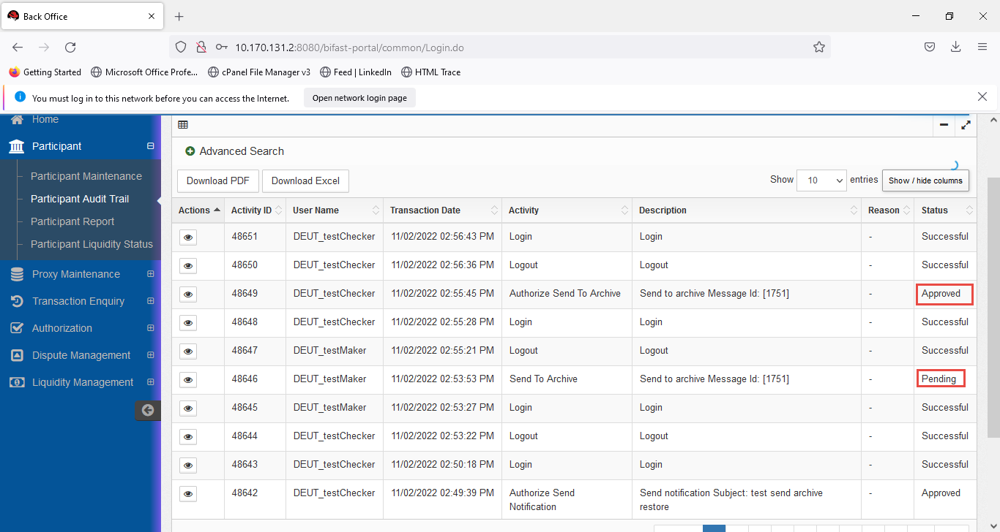 Back Office
10.170.131.2:8080/bifast-portal/common/Login.do
Getting Started Microsoft Office Profe... cPanel File Manager v3 Feed | LinkedIn HTML Trace
You must log in to this network before you can access the Internet. Open network login page
Home
Participant
Participant Maintenance
Participant Audit Trail
Participant Report
Participant Liquidity Status
Proxy Maintenance
Transaction Enquiry
Authorization
Dispute Management
Liquidity Management
Advanced Search
Download PDF Download Excel Show 10 entries Show / hide columns
Actions Activity ID User Name Transaction Date Activity Description Reason Status
48651 DEUT_testChecker 11/02/2022 02:56:43 PM Login Login - Successful
48650 DEUT_testChecker 11/02/2022 02:56:36 PM Logout Logout - Successful
48649 DEUT_testChecker 11/02/2022 02:55:45 PM Authorize Send To Archive Send to archive Message Id: [1751] - Approved
48648 DEUT_testChecker 11/02/2022 02:55:28 PM Login Login - Successful
48647 DEUT_testMaker 11/02/2022 02:55:21 PM Logout Logout - Successful
48646 DEUT_testMaker 11/02/2022 02:53:53 PM Send To Archive Send to archive Message Id: [1751] - Pending
48645 DEUT_testMaker 11/02/2022 02:53:27 PM Login Login - Successful
48644 DEUT_testChecker 11/02/2022 02:53:22 PM Logout Logout - Successful
48643 DEUT_testChecker 11/02/2022 02:50:18 PM Login Login - Successful
48642 DEUT_testChecker 11/02/2022 02:49:39 PM Authorize Send Send notification Subject: test send archive - Approved
Notification restore